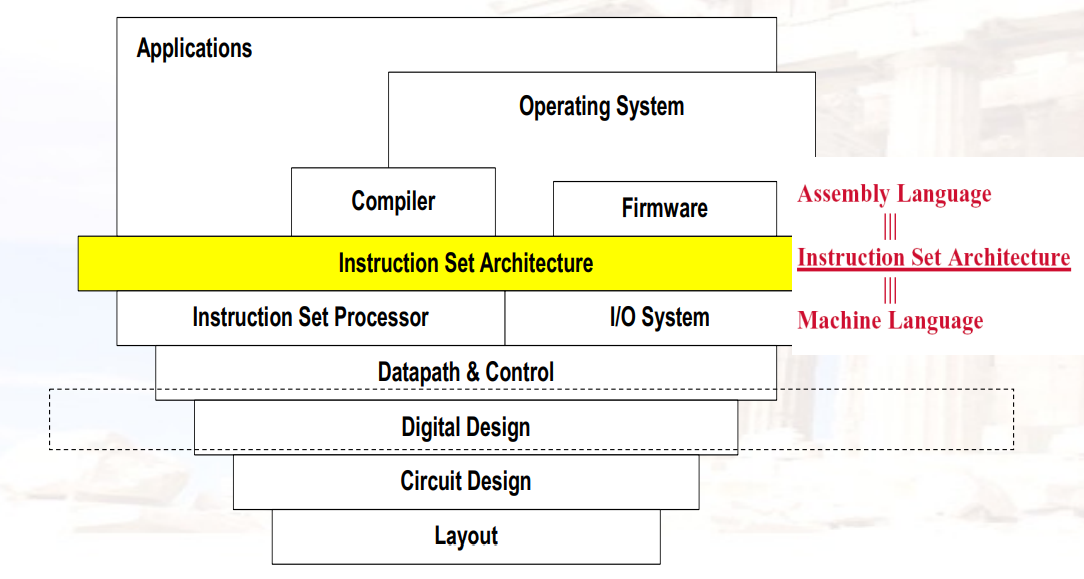 Applications
Operating System
Compiler
Firmware
Assembly Language
|||
Instruction Set Architecture
Instruction Set Architecture
|||
Instruction Set Processor
I/O System
Machine Language
Datapath & Control
Digital Design
Circuit Design
Layout